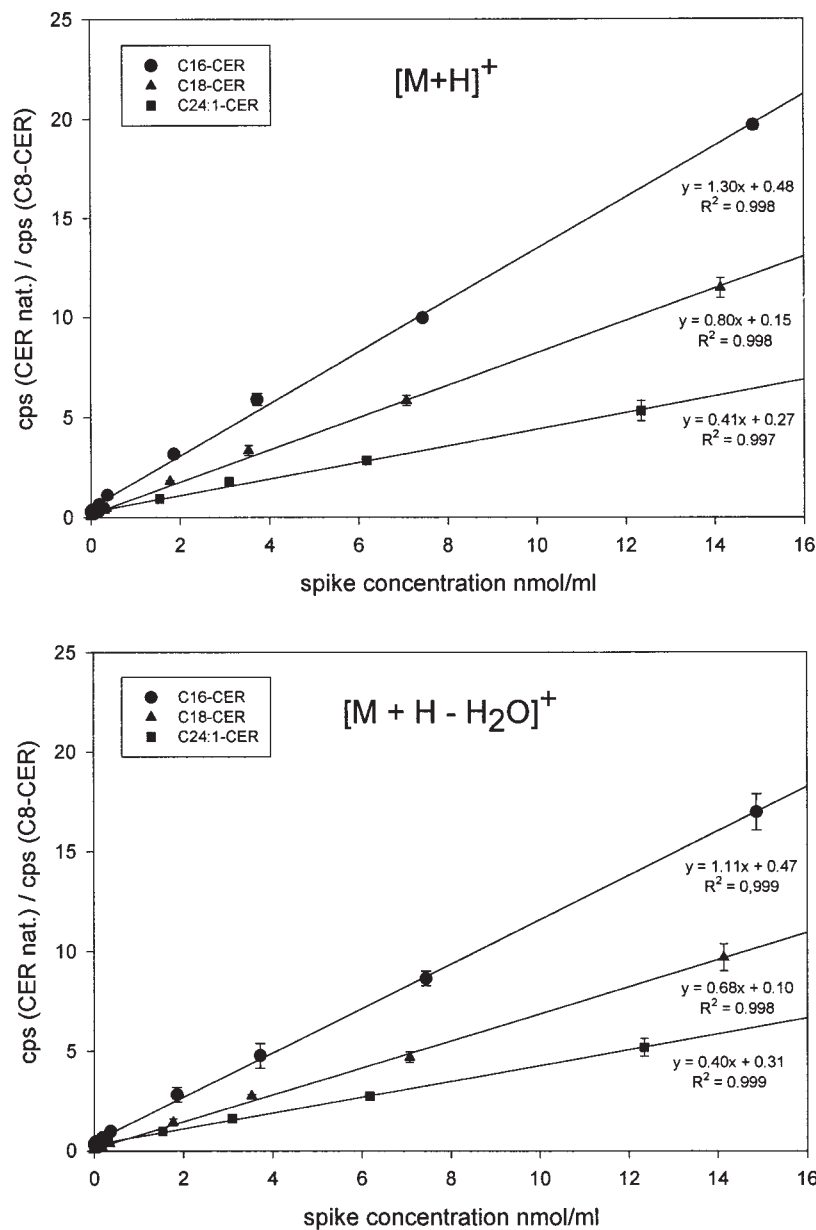 25
20
15
10
5
0
cps (CER nat.) / cps (C8-CER)
C16-CER
C18-CER
C24:1-CER
[M+H]⁺
y = 1.30x + 0.48
R² = 0.998
y = 0.80x + 0.15
R² = 0.998
y = 0.41x + 0.27
R² = 0.997
0 2 4 6 8 10 12 14 16
spike concentration nmol/ml
25
20
15
10
5
0
cps (CER nat.) / cps (C8-CER)
C16-CER
C18-CER
C24:1-CER
[M + H - H₂O]⁺
y = 1.11x + 0.47
R² = 0,999
y = 0.68x + 0.10
R² = 0.998
y = 0.40x + 0.31
R² = 0.999
0 2 4 6 8 10 12 14 16
spike concentration nmol/ml